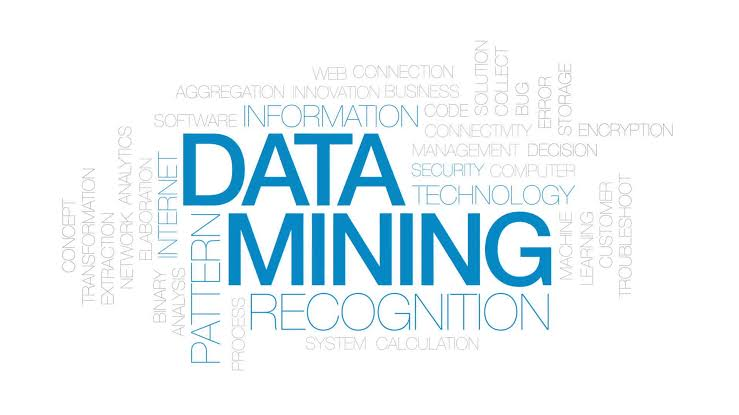 WEB CONNECTION
AGGREGATION INNOVATION BUSINESS
SOFTWARE INFORMATION CODE
SOLUTION
COLLECT
BUG
ERROR
STORAGE
CONNECTIVITY ENCRYPTION
DATA
MANAGEMENT DECISION
SECURITY COMPUTER
TECHNOLOGY
MINING
CONCEPT
TRANSFORMATION
EXTRACTION
NETWORK ANALYTICS
ELABORATION
INTERNET
BINARY
ANALYSIS
PATTERN
PROCESS
MACHINE
LEARNING
CUSTOMER
TROUBLESHOOT
RECOGNITION
SYSTEM CALCULATION